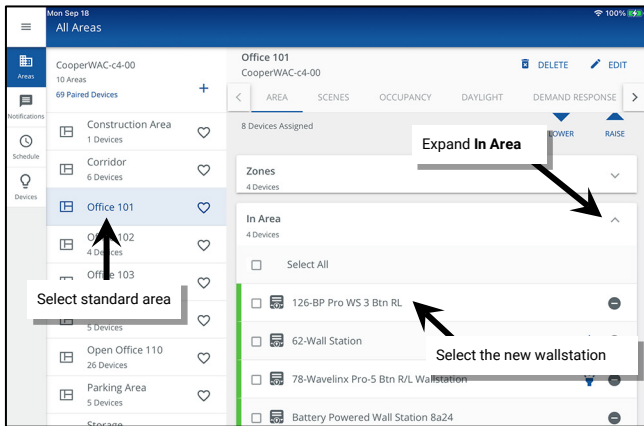 Mon Sep 18
100%
All Areas
Areas
Notifications
Schedule
Devices
CooperWAC-c4-00
10 Areas
69 Paired Devices
+
Construction Area
1 Devices
Corridor
6 Devices
Office 101
Office 102
4 Devices
Office 103
Select standard area
5 Devices
Open Office 110
26 Devices
Parking Area
5 Devices
Storage
Office 101
CooperWAC-c4-00
DELETE
EDIT
AREA SCENES OCCUPANCY DAYLIGHT DEMAND RESPONSE
8 Devices Assigned
LOWER
RAISE
Expand In Area
Zones
4 Devices
In Area
4 Devices
Select All
126-BP Pro WS 3 Btn RL
62-Wall Station
Select the new wallstation
78-Wavelinx Pro-5 Btn R/L Wallstation
Battery Powered Wall Station 8a24